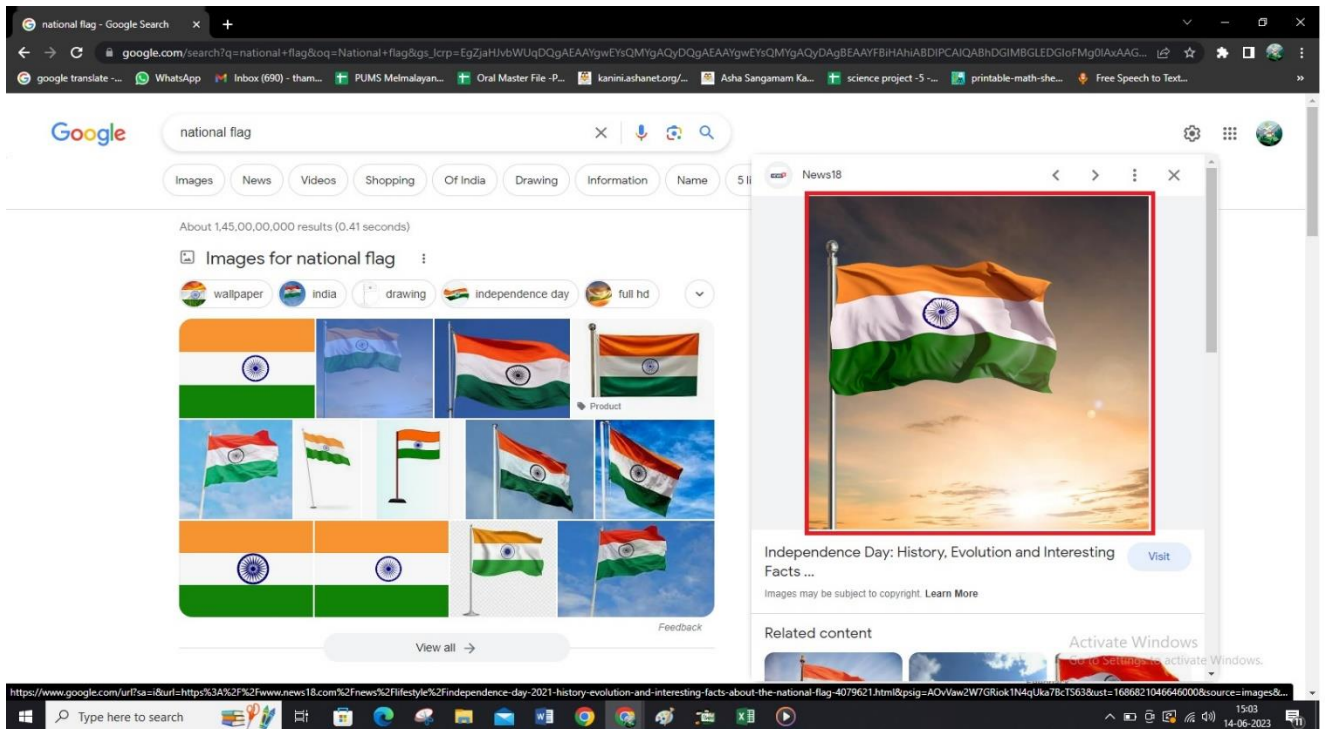 national flag - Google Search
google.com/search?q=national+flag&oq=National+flag&gs_lcrp=
google translate -... WhatsApp Inbox (690) - tham... PUMS Melmalayan... Oral Master File -P... kanini.ashanet.org/... Asha Sangamam Ka... science project -5 -... printable-math-she... Free Speech to Text...
Google national flag
Images News Videos Shopping Of India Drawing Information Name 5 li
News18
About 1,45,00,00,000 results (0.41 seconds)
Images for national flag
wallpaper india drawing independence day full hd
Product
Feedback
View all →
Independence Day: History, Evolution and Interesting
Facts ...
Visit
Images may be subject to copyright. Learn More
Related content
Activate Windows
Go to Settings to activate Windows.
https://www.google.com/url?sa=i&url=https%3A%2F%2Fwww.news18.com%2Fnews%2Flifestyle%2Findependence-day-2021-history-evolution-and-interesting-facts-about-the-national-flag-4079621.html&psig=
Type here to search
15:03
14-06-2023